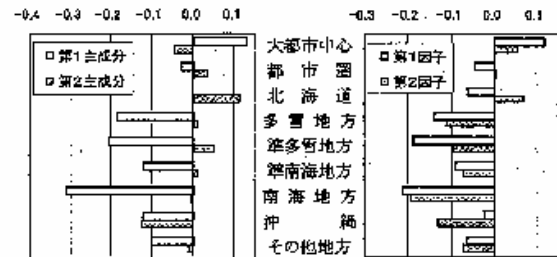 -0.4 -0.3 -0.2 -0.1 0.0 0.1
-0.3 -0.2 -0.1 0.0 0.1
第1主成分
第2主成分
第1因子
第2因子
大都市中心
都市圏
北海道
多雪地方
準多雪地方
準南海地方
南海地方
沖縄
その他地方